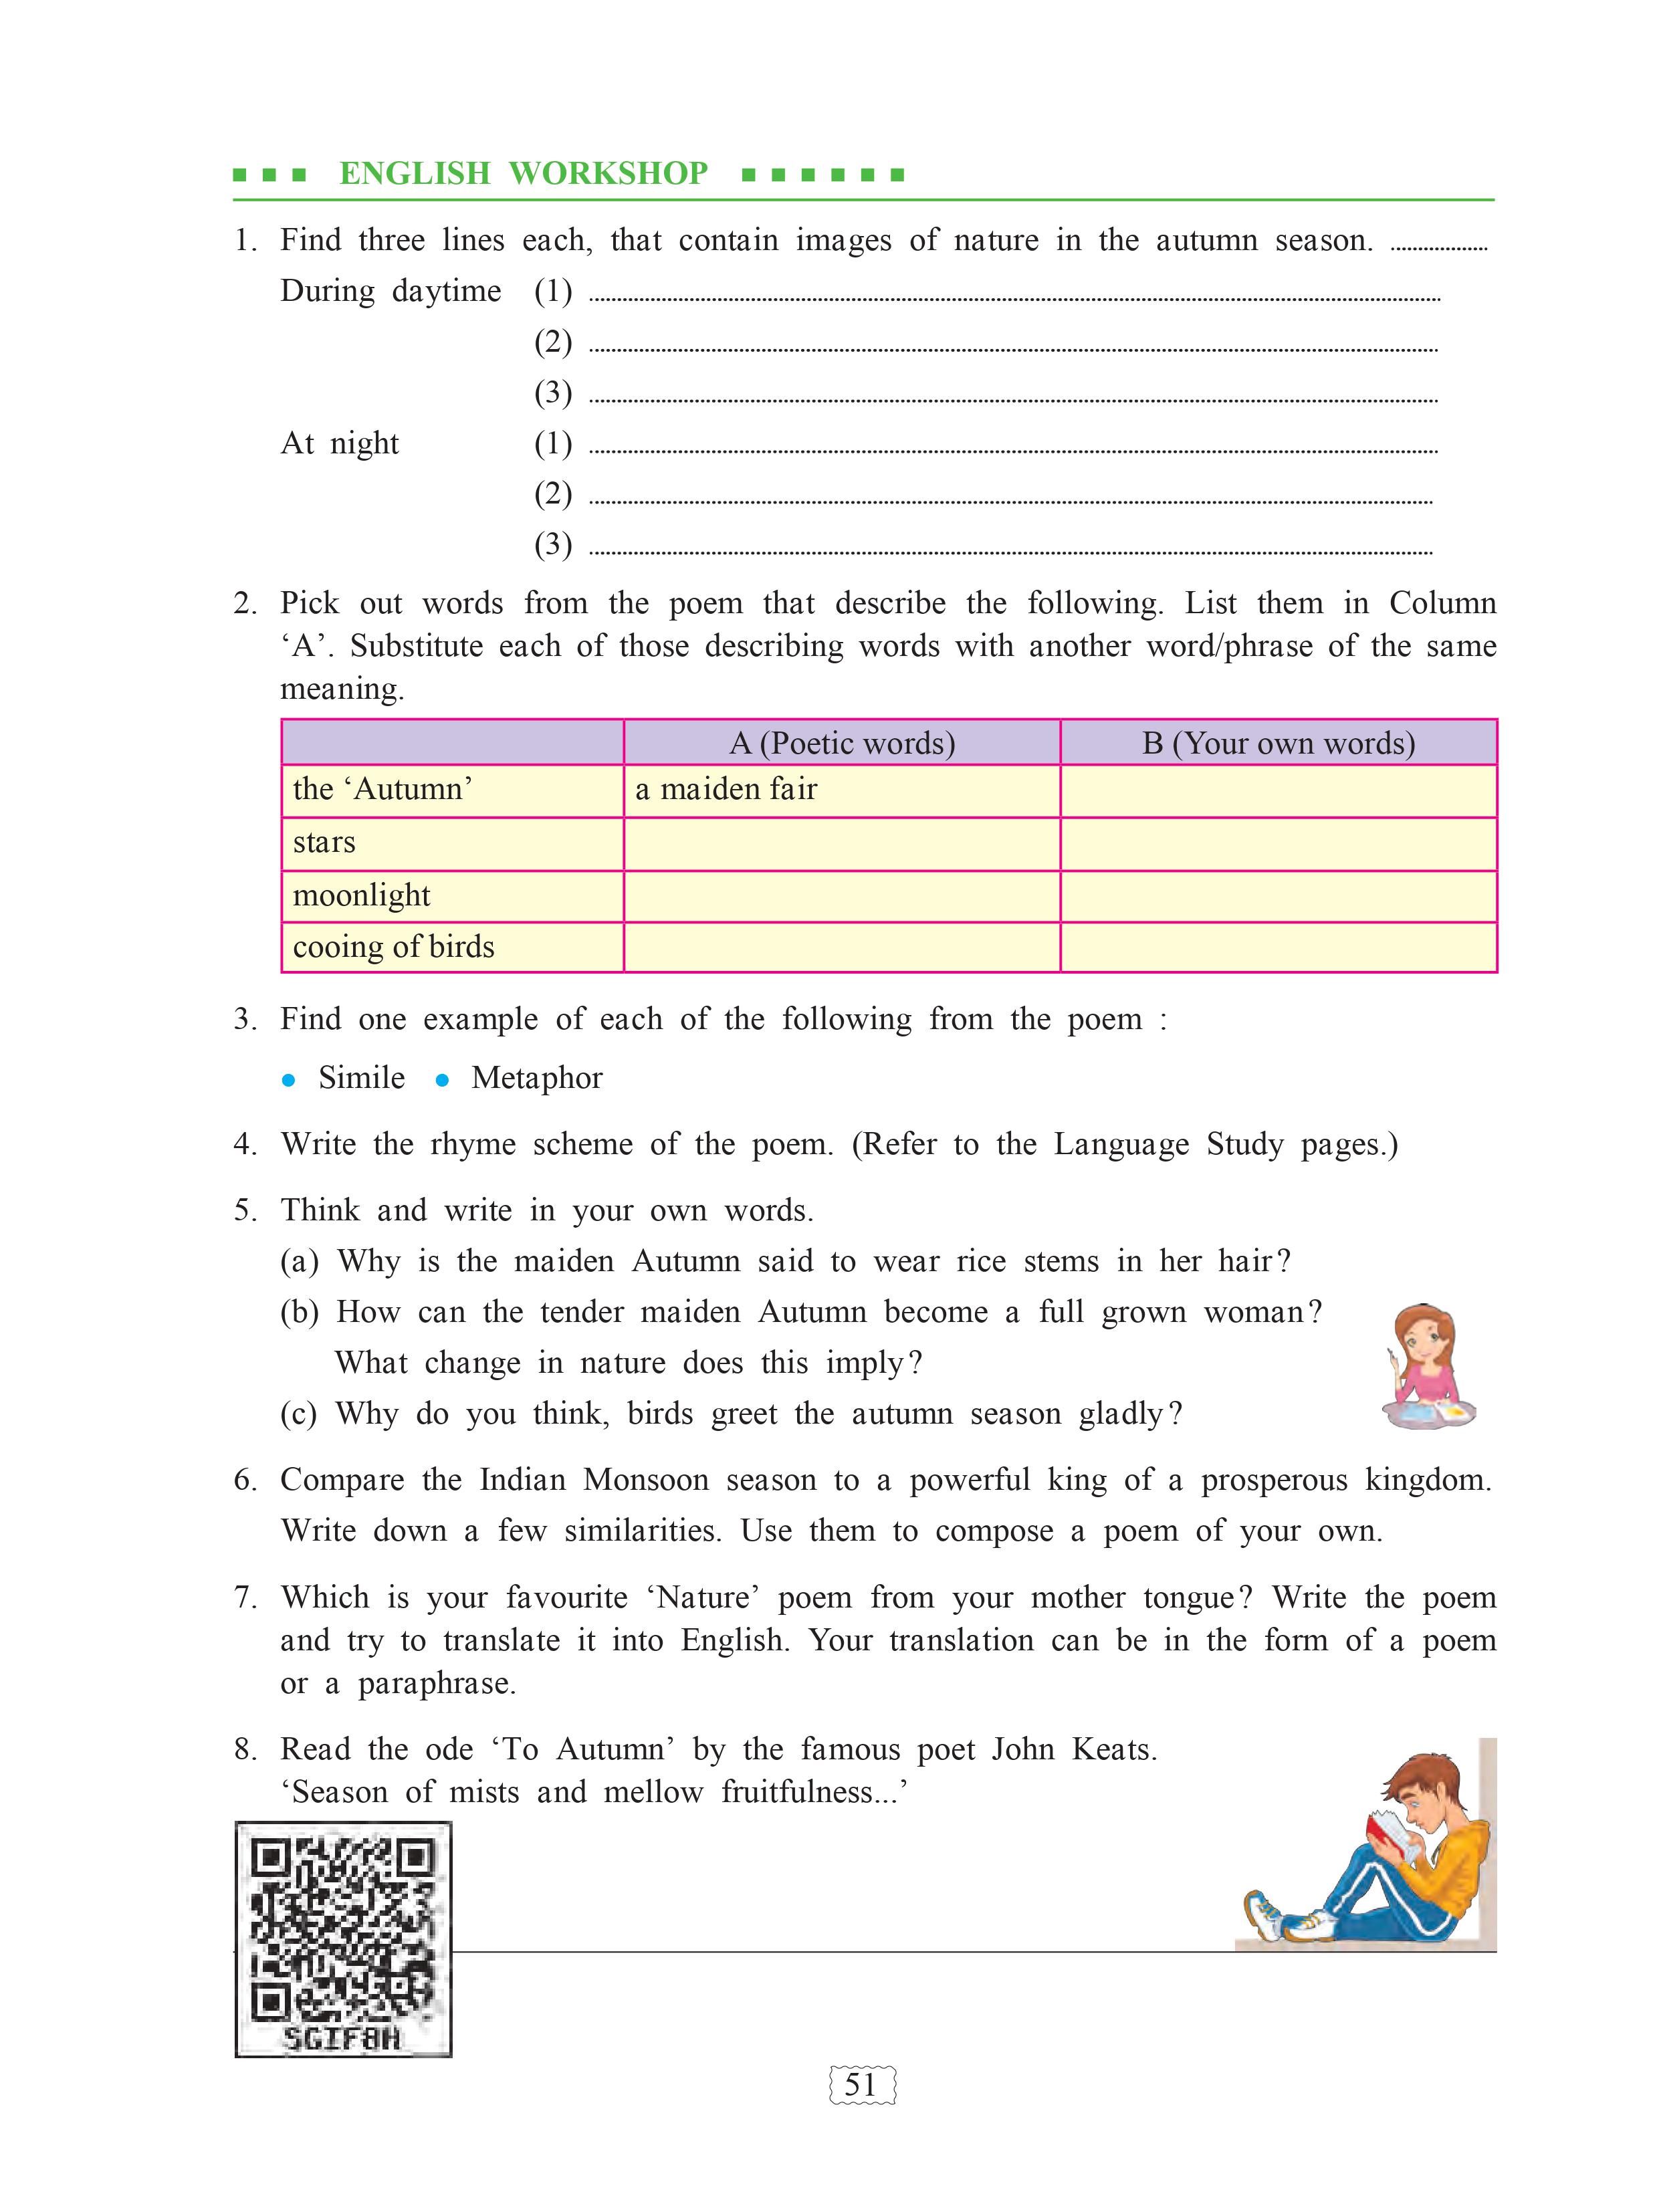 ENGLISH WORKSHOP
1. Find three lines each, that contain images of nature in the autumn season. ..................
During daytime (1) ..................
(2) ..................
(3) ..................
At night (1) ..................
(2) ..................
(3) ..................
2. Pick out words from the poem that describe the following. List them in Column
‘A’. Substitute each of those describing words with another word/phrase of the same
meaning.
A (Poetic words) B (Your own words)
the ‘Autumn’ a maiden fair
stars
moonlight
cooing of birds
3. Find one example of each of the following from the poem :
• Simile • Metaphor
4. Write the rhyme scheme of the poem. (Refer to the Language Study pages.)
5. Think and write in your own words.
(a) Why is the maiden Autumn said to wear rice stems in her hair?
(b) How can the tender maiden Autumn become a full grown woman?
What change in nature does this imply?
(c) Why do you think, birds greet the autumn season gladly?
6. Compare the Indian Monsoon season to a powerful king of a prosperous kingdom.
Write down a few similarities. Use them to compose a poem of your own.
7. Which is your favourite ‘Nature’ poem from your mother tongue? Write the poem
and try to translate it into English. Your translation can be in the form of a poem
or a paraphrase.
8. Read the ode ‘To Autumn’ by the famous poet John Keats.
‘Season of mists and mellow fruitfulness...’
SGIF8H
51